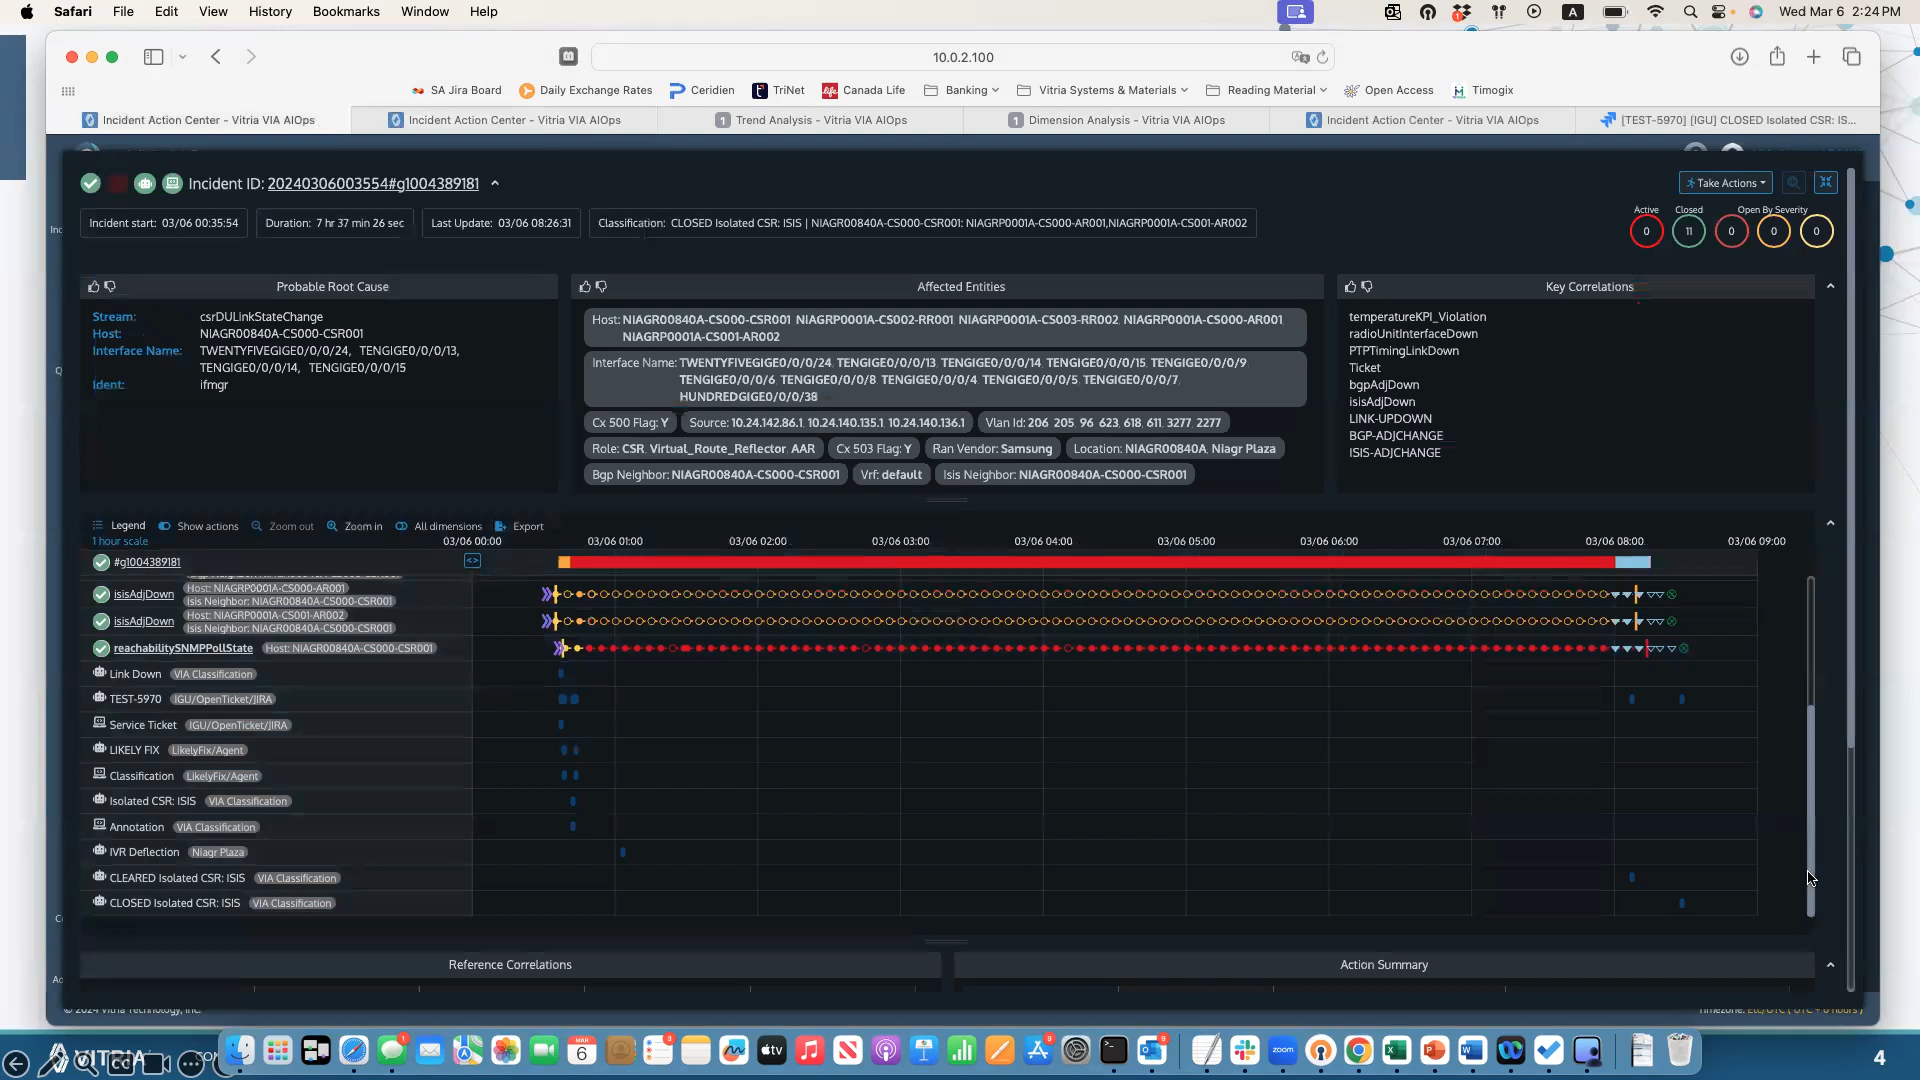 Safari File Edit View History Bookmarks Window Help
A
Wed Mar 6 2:24 PM
10.0.2.100
SA Jira Board Daily Exchange Rates Ceridien TriNet Canada Life Banking Vitria Systems & Materials Reading Material Open Access Timogix
Incident Action Center - Vitria VIA AIOps
Incident Action Center - Vitria VIA AIOps
1 Trend Analysis - Vitria VIA AIOps
1 Dimension Analysis - Vitria VIA AIOps
Incident Action Center - Vitria VIA AIOps
[TEST-5970] [IGU] CLOSED Isolated CSR: IS...
Incident ID: 20240306003554#g1004389181
Take Actions
Incident start: 03/06 00:35:54
Duration: 7 hr 37 min 26 sec
Last Update: 03/06 08:26:31
Classification: CLOSED Isolated CSR: ISIS | NIAGR00840A-CS000-CSR001: NIAGRP0001A-CS000-AR001,NIAGRP0001A-CS001-AR002
Active Closed Open By Severity
0 11 0 0 0
Probable Root Cause
Stream: csrDULinkStateChange
Host: NIAGR00840A-CS000-CSR001
Interface Name: TWENTYFIVEGIGE0/0/0/24, TENGIGE0/0/0/13,
TENGIGE0/0/0/14, TENGIGE0/0/0/15
Ident: ifmgr
Affected Entities
Host: NIAGR00840A-CS000-CSR001 NIAGRP0001A-CS002-RR001, NIAGRP0001A-CS003-RR002, NIAGRP0001A-CS000-AR001,
NIAGRP0001A-CS001-AR002
Interface Name: TWENTYFIVEGIGE0/0/0/24, TENGIGE0/0/0/13, TENGIGE0/0/0/14, TENGIGE0/0/0/15, TENGIGE0/0/0/9
TENGIGE0/0/0/6, TENGIGE0/0/0/8, TENGIGE0/0/0/4, TENGIGE0/0/0/5, TENGIGE0/0/0/7,
HUNDREDGIGE0/0/0/38
Cx 500 Flag: Y Source: 10.24.142.86.1, 10.24.140.135.1, 10.24.140.136.1 Vlan Id: 206 205, 96 623, 618, 611, 3277, 2277
Role: CSR, Virtual_Route_Reflector, AAR Cx 503 Flag: Y Ran Vendor: Samsung Location: NIAGR00840A, Niagr Plaza
Bgp Neighbor: NIAGR00840A-CS000-CSR001 Vrf: default Isis Neighbor: NIAGR00840A-CS000-CSR001
Key Correlations
temperatureKPI_Violation
radioUnitInterfaceDown
PTPTimingLinkDown
Ticket
bgpAdjDown
isisAdjDown
LINK-UPDOWN
BGP-ADJCHANGE
ISIS-ADJCHANGE
Legend Show actions Zoom out Zoom in All dimensions Export
1 hour scale
03/06 00:00 03/06 01:00 03/06 02:00 03/06 03:00 03/06 04:00 03/06 05:00 03/06 06:00 03/06 07:00 03/06 08:00 03/06 09:00
#g1004389181 <>
isisAdjDown Host: NIAGRP0001A-CS000-AR001
Isis Neighbor: NIAGR00840A-CS000-CSR001
isisAdjDown Host: NIAGRP0001A-CS001-AR002
Isis Neighbor: NIAGR00840A-CS000-CSR001
reachabilitySNMPPollState Host: NIAGR00840A-CS000-CSR001
Link Down VIA Classification
TEST-5970 IGU/OpenTicket/JIRA
Service Ticket IGU/OpenTicket/JIRA
LIKELY FIX LikelyFix/Agent
Classification LikelyFix/Agent
Isolated CSR: ISIS VIA Classification
Annotation VIA Classification
IVR Deflection Niagr Plaza
CLEARED Isolated CSR: ISIS VIA Classification
CLOSED Isolated CSR: ISIS VIA Classification
Reference Correlations
Action Summary
© 2024 Vitria Technology, Inc.
Timezone: Etc/UTC ( UTC + 0 hours )
VITRIA
MAR
6
tv
zoom
4